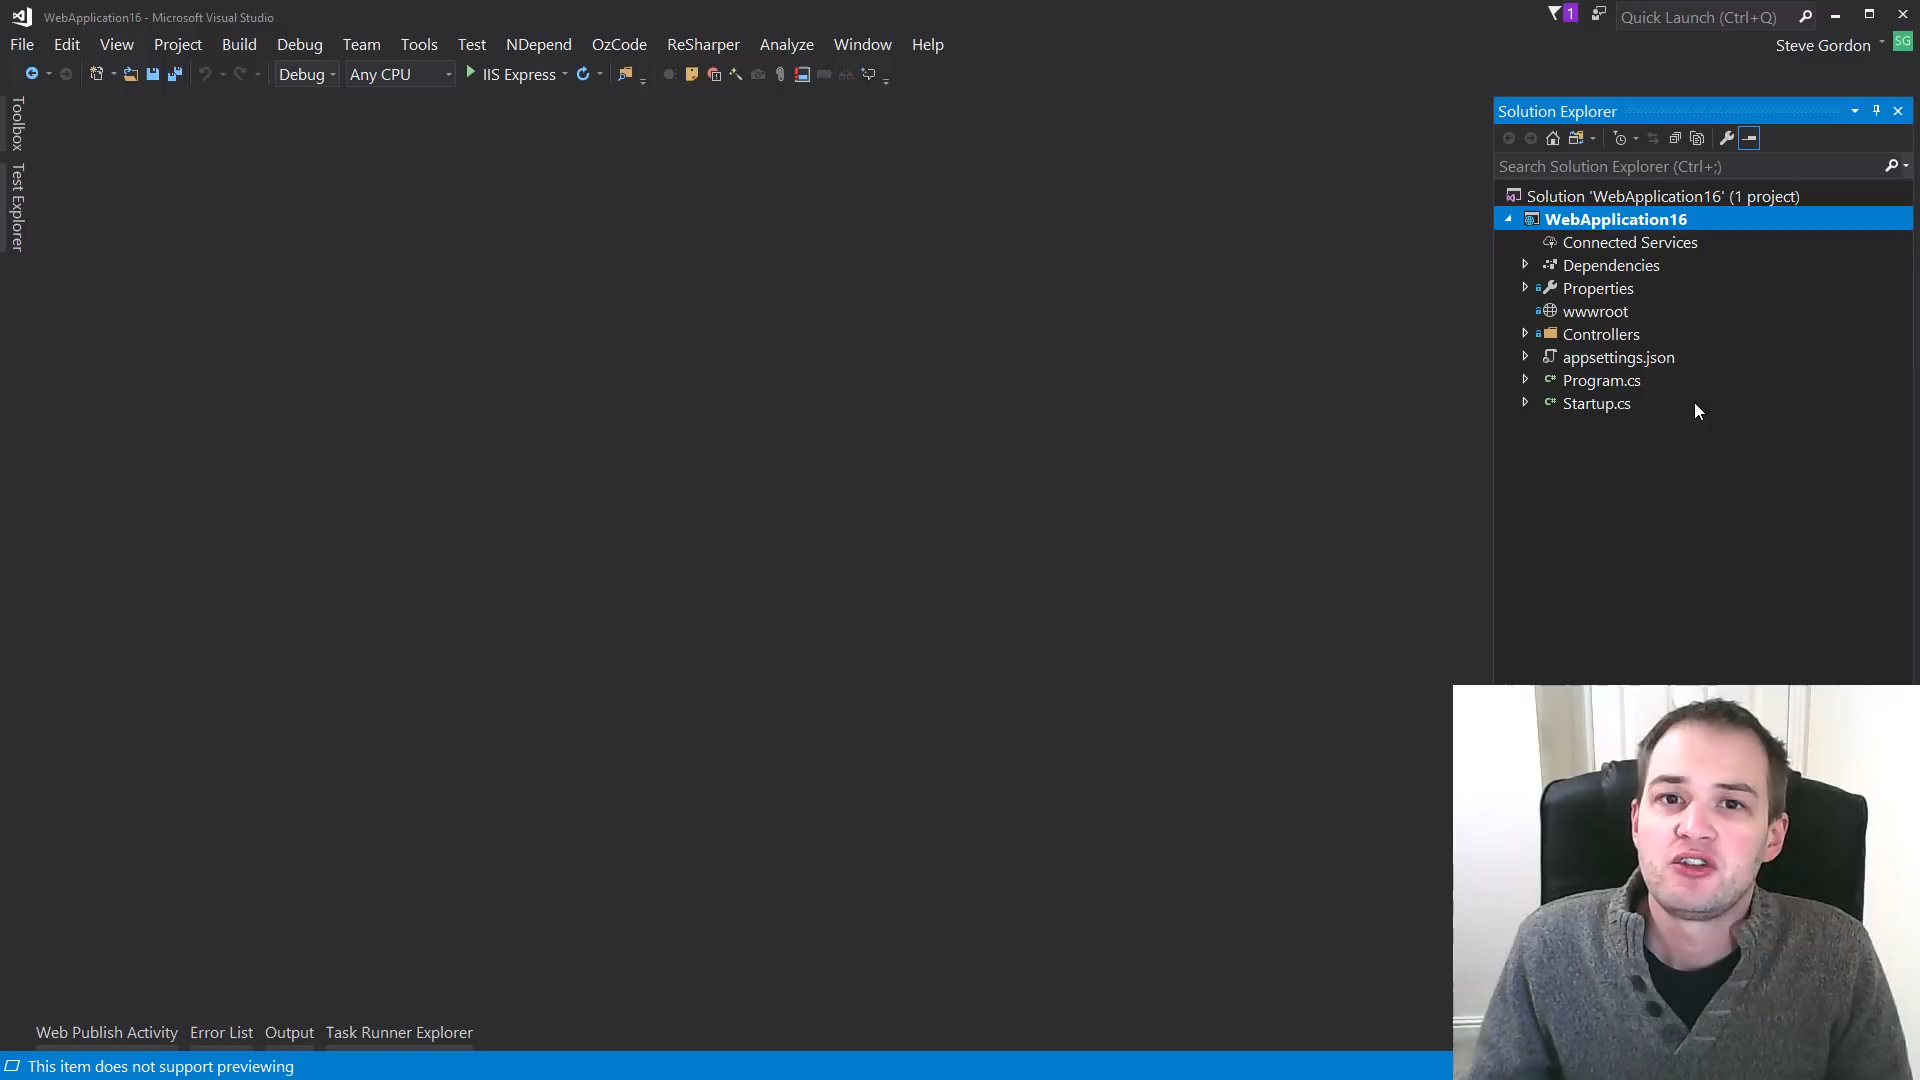 WebApplication16 - Microsoft Visual Studio
1
Quick Launch (Ctrl+Q)
File Edit View Project Build Debug Team Tools Test NDepend OzCode ReSharper Analyze Window Help
Steve Gordon SG
Debug Any CPU IIS Express
Toolbox
Test Explorer
Solution Explorer
Search Solution Explorer (Ctrl+;)
Solution 'WebApplication16' (1 project)
WebApplication16
Connected Services
Dependencies
Properties
wwwroot
Controllers
appsettings.json
C# Program.cs
C# Startup.cs
Web Publish Activity Error List Output Task Runner Explorer
This item does not support previewing